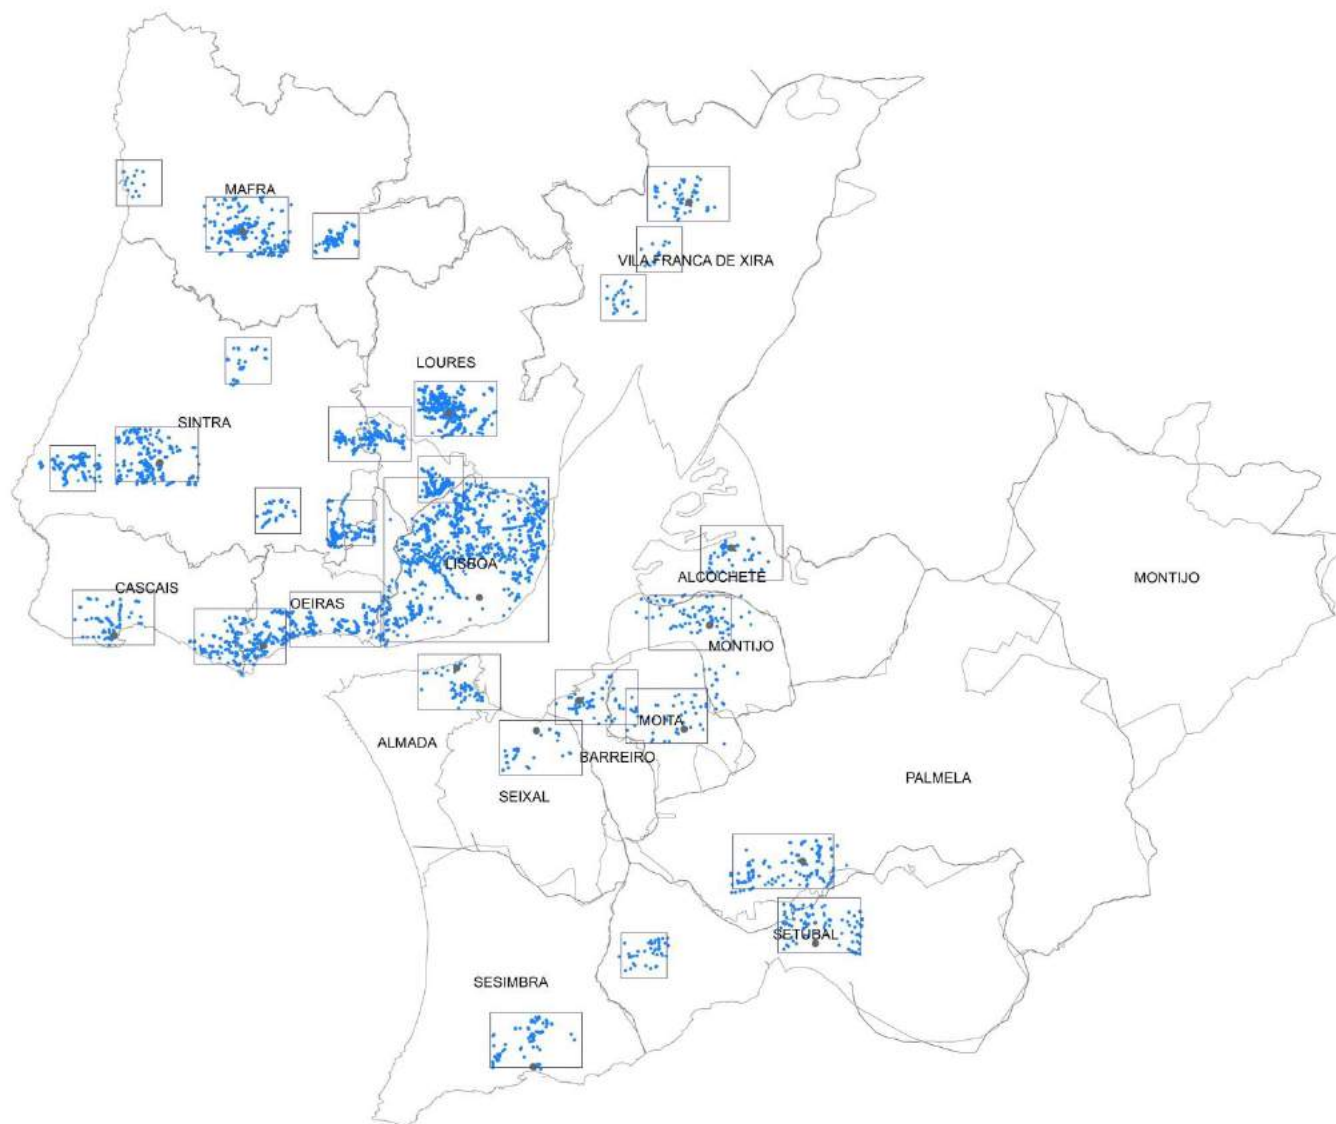 MAFRA
VILA FRANCA DE XIRA
LOURES
SINTRA
LISBOA
ALCOCHETE
MONTIJO
CASCAIS
OEIRAS
MONTIJO
MOITA
ALMADA
BARREIRO
PALMELA
SEIXAL
SETÚBAL
SESIMBRA